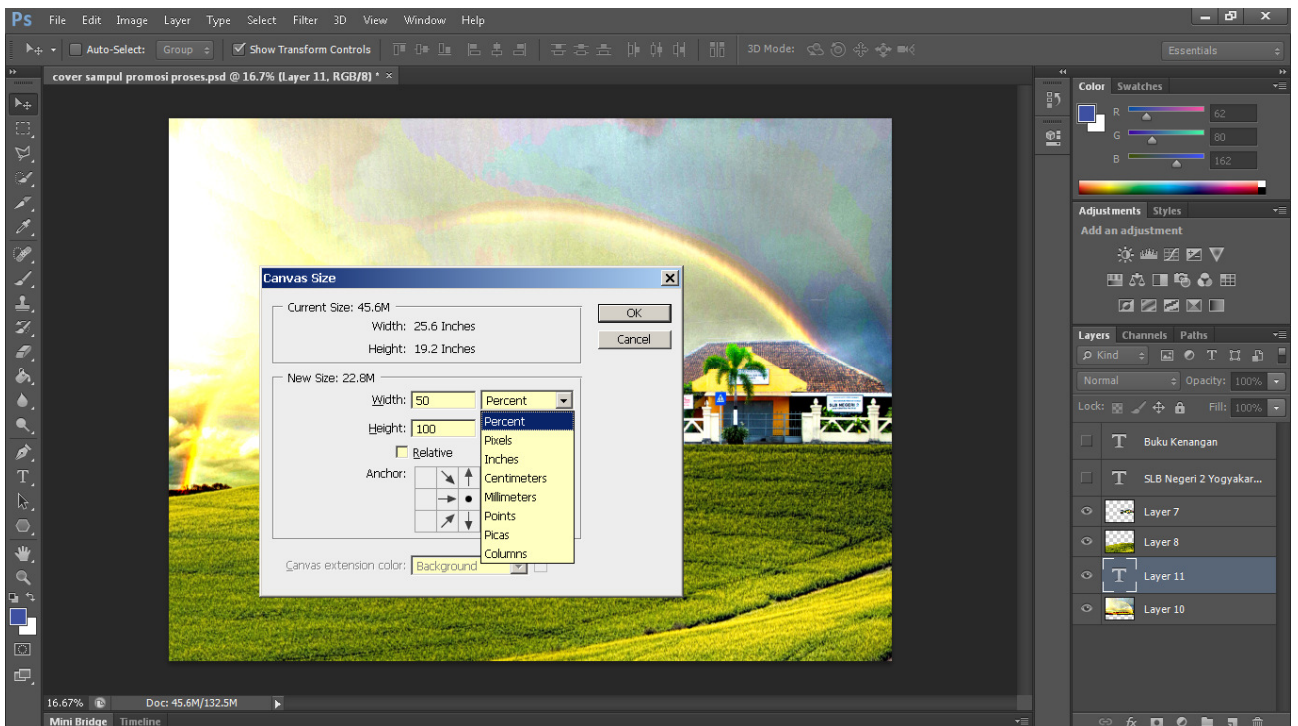 Ps File Edit Image Layer Type Select Filter 3D View Window Help
Auto-Select: Group Show Transform Controls 3D Mode: Essentials
cover sampul promosi proses.psd @ 16.7% (Layer 11, RGB/8) * ×
Color Swatches
R 62
G 80
B 162
Adjustments Styles
Add an adjustment
Canvas Size
Current Size: 45.6M
Width: 25.6 Inches
Height: 19.2 Inches
OK
Cancel
New Size: 22.8M
Width: 50 Percent
Height: 100
Relative
Anchor:
Percent
Pixels
Inches
Centimeters
Millimeters
Points
Picas
Columns
Canvas extension color: Background
Layers Channels Paths
Kind
Normal Opacity: 100%
Lock: Fill: 100%
T Buku Kenangan
T SLB Negeri 2 Yogyakar...
Layer 7
Layer 8
T Layer 11
Layer 10
16.67% Doc: 45.6M/132.5M
Mini Bridge Timeline